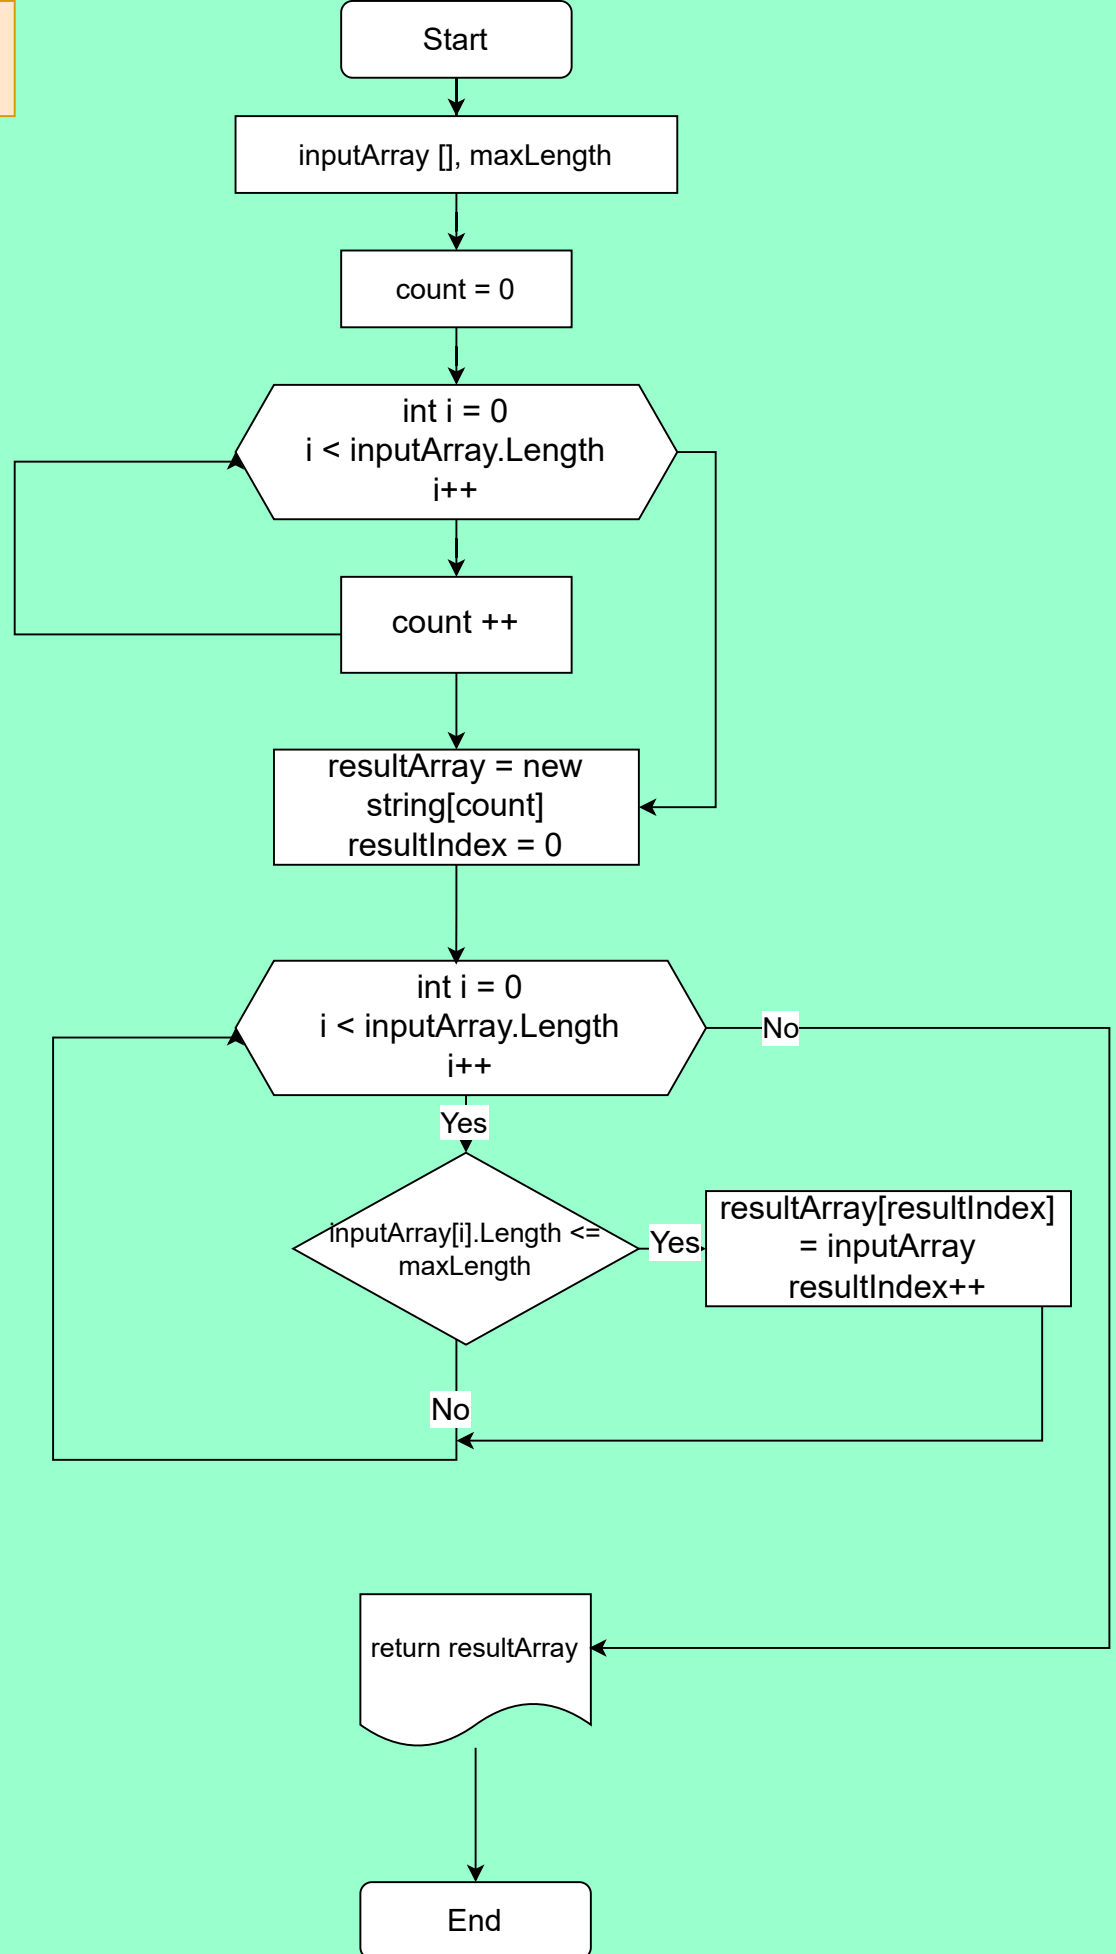 Start
inputArray [], maxLength
count = 0
int i = 0
i < inputArray.Length
i++
count ++
resultArray = new
string[count]
resultIndex = 0
int i = 0
i < inputArray.Length
i++
No
Yes
inputArray[i].Length <=
maxLength
Yes
resultArray[resultIndex]
= inputArray
resultIndex++
No
return resultArray
End